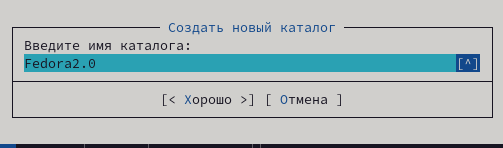 Создать новый каталог
Введите имя каталога:
Fedora2.0 [^]
[< Хорошо >] [ Отмена ]